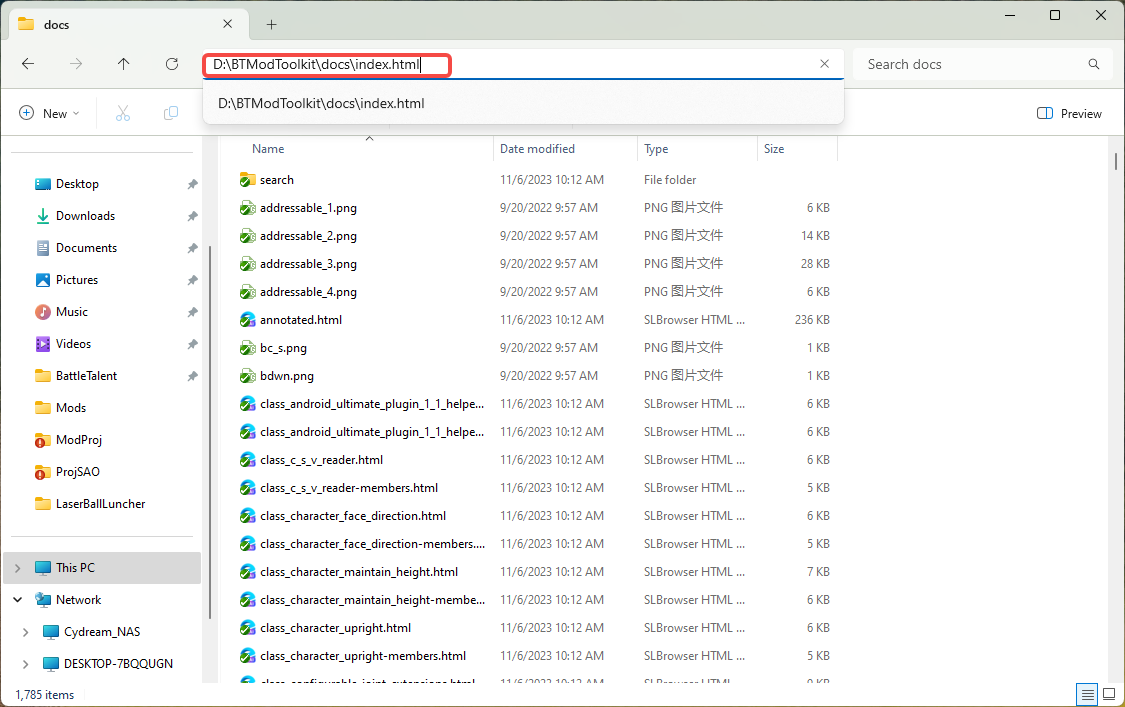 docs
D:\BTModToolkit\docs\index.html
Search docs
New
D:\BTModToolkit\docs\index.html
Preview
Name Date modified Type Size
Desktop
Downloads
Documents
Pictures
Music
Videos
BattleTalent
Mods
ModProj
ProjSAO
LaserBallLuncher
This PC
Network
Cydream_NAS
DESKTOP-7BQQUGN
search 11/6/2023 10:12 AM File folder
addressable_1.png 9/20/2022 9:57 AM PNG 图片文件 6 KB
addressable_2.png 9/20/2022 9:57 AM PNG 图片文件 14 KB
addressable_3.png 9/20/2022 9:57 AM PNG 图片文件 28 KB
addressable_4.png 9/20/2022 9:57 AM PNG 图片文件 6 KB
annotated.html 11/6/2023 10:12 AM SLBrowser HTML ... 236 KB
bc_s.png 9/20/2022 9:57 AM PNG 图片文件 1 KB
bdwn.png 9/20/2022 9:57 AM PNG 图片文件 1 KB
class_android_ultimate_plugin_1_1_helpe... 11/6/2023 10:12 AM SLBrowser HTML ... 6 KB
class_android_ultimate_plugin_1_1_helpe... 11/6/2023 10:12 AM SLBrowser HTML ... 6 KB
class_c_s_v_reader.html 11/6/2023 10:12 AM SLBrowser HTML ... 6 KB
class_c_s_v_reader-members.html 11/6/2023 10:12 AM SLBrowser HTML ... 5 KB
class_character_face_direction.html 11/6/2023 10:12 AM SLBrowser HTML ... 6 KB
class_character_face_direction-members.... 11/6/2023 10:12 AM SLBrowser HTML ... 5 KB
class_character_maintain_height.html 11/6/2023 10:12 AM SLBrowser HTML ... 7 KB
class_character_maintain_height-membe... 11/6/2023 10:12 AM SLBrowser HTML ... 6 KB
class_character_upright.html 11/6/2023 10:12 AM SLBrowser HTML ... 6 KB
class_character_upright-members.html 11/6/2023 10:12 AM SLBrowser HTML ... 5 KB
class_configurable_joint_extensions.html 11/6/2023 10:12 AM SLBrowser HTML ... 9 KB
1,785 items